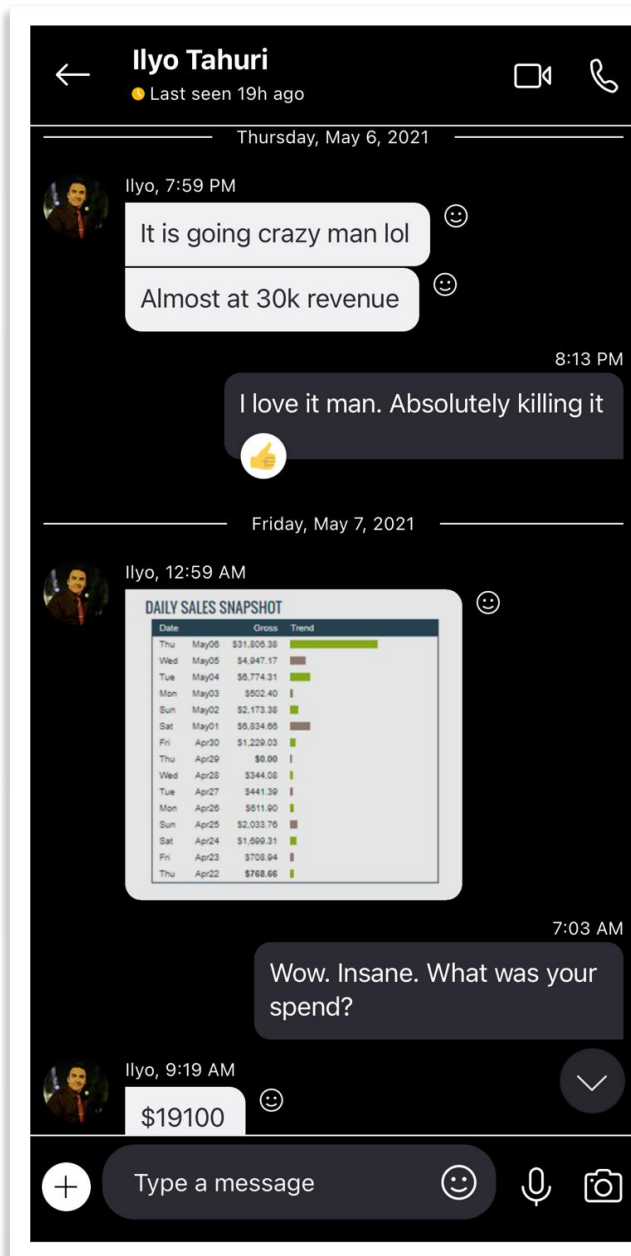 Ilyo Tahuri
Last seen 19h ago
Thursday, May 6, 2021
Ilyo, 7:59 PM
It is going crazy man lol
Almost at 30k revenue
8:13 PM
I love it man. Absolutely killing it
Friday, May 7, 2021
Ilyo, 12:59 AM
DAILY SALES SNAPSHOT
Date Gross Trend
Thu May06 $31,806.38
Wed May05 $4,947.17
Tue May04 $6,774.31
Mon May03 $502.40
Sun May02 $2,173.38
Sat May01 $6,834.66
Fri Apr30 $1,229.03
Thu Apr29 $0.00
Wed Apr28 $344.08
Tue Apr27 $441.39
Mon Apr26 $611.90
Sun Apr25 $2,033.76
Sat Apr24 $1,699.31
Fri Apr23 $708.94
Thu Apr22 $768.66
7:03 AM
Wow. Insane. What was your
spend?
Ilyo, 9:19 AM
$19100
Type a message